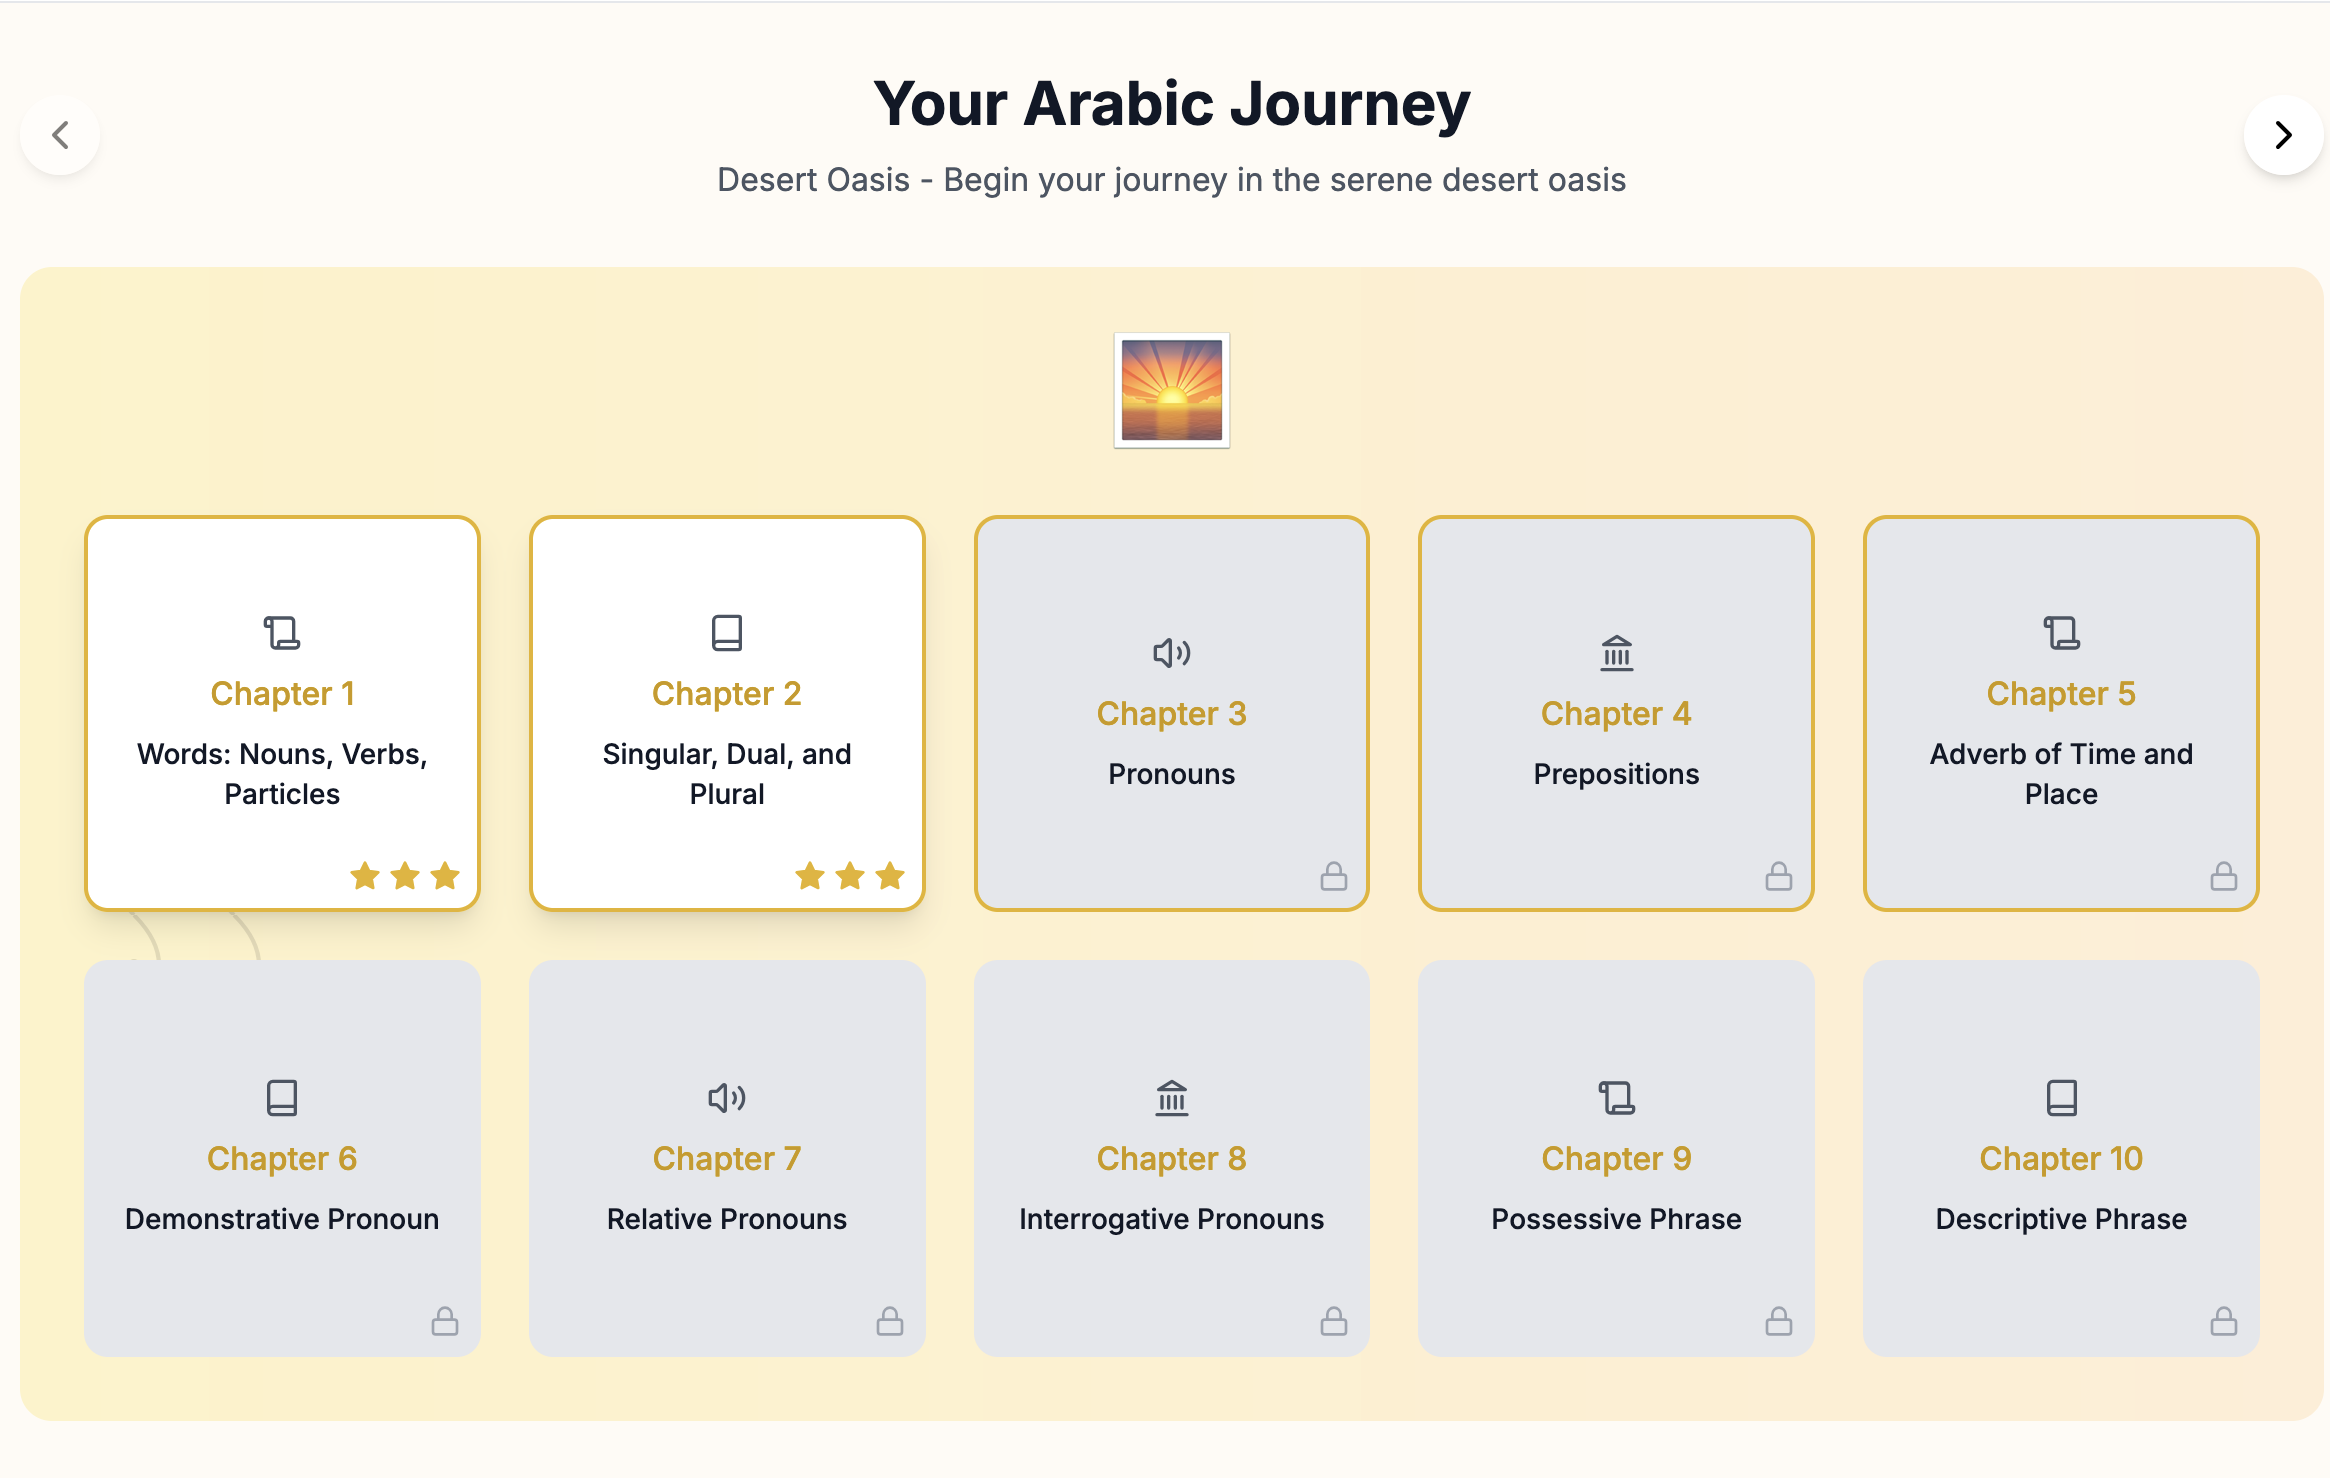 Your Arabic Journey
Desert Oasis - Begin your journey in the serene desert oasis
Chapter 1
Words: Nouns, Verbs,
Particles
Chapter 2
Singular, Dual, and
Plural
Chapter 3
Pronouns
Chapter 4
Prepositions
Chapter 5
Adverb of Time and
Place
Chapter 6
Demonstrative Pronoun
Chapter 7
Relative Pronouns
Chapter 8
Interrogative Pronouns
Chapter 9
Possessive Phrase
Chapter 10
Descriptive Phrase